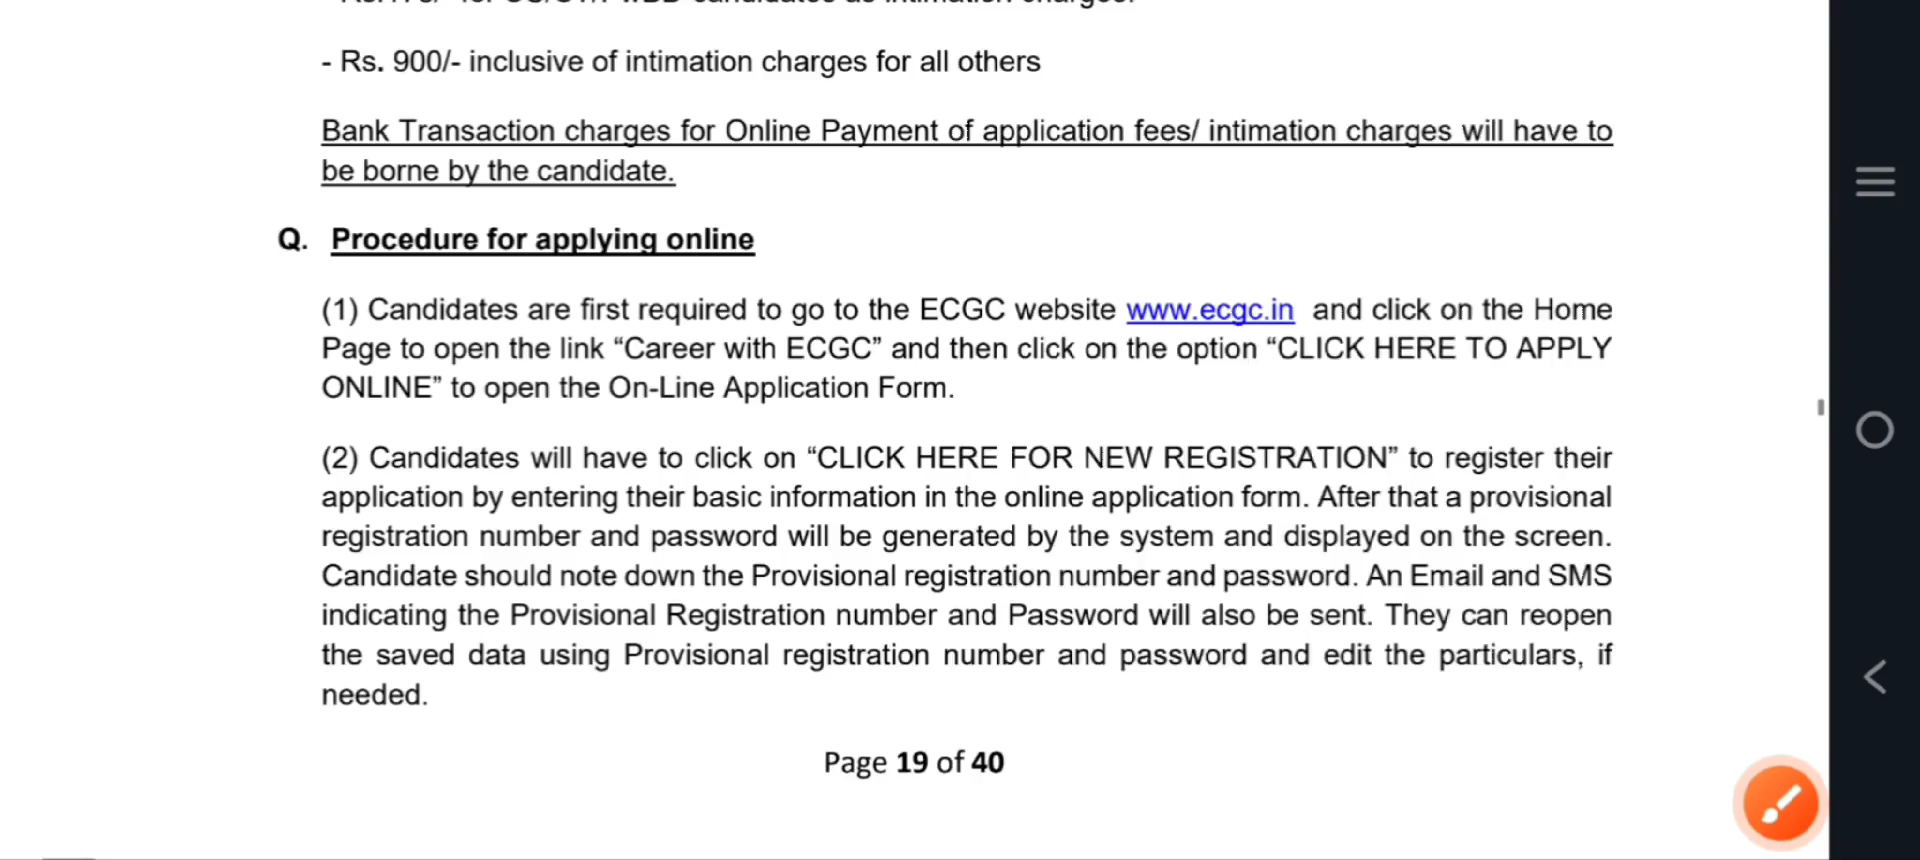 - Rs. 900/- inclusive of intimation charges for all others
Bank Transaction charges for Online Payment of application fees/ intimation charges will have to
be borne by the candidate.
Q. Procedure for applying online
(1) Candidates are first required to go to the ECGC website www.ecgc.in and click on the Home
Page to open the link “Career with ECGC” and then click on the option “CLICK HERE TO APPLY
ONLINE” to open the On-Line Application Form.
(2) Candidates will have to click on “CLICK HERE FOR NEW REGISTRATION” to register their
application by entering their basic information in the online application form. After that a provisional
registration number and password will be generated by the system and displayed on the screen.
Candidate should note down the Provisional registration number and password. An Email and SMS
indicating the Provisional Registration number and Password will also be sent. They can reopen
the saved data using Provisional registration number and password and edit the particulars, if
needed.
Page 19 of 40